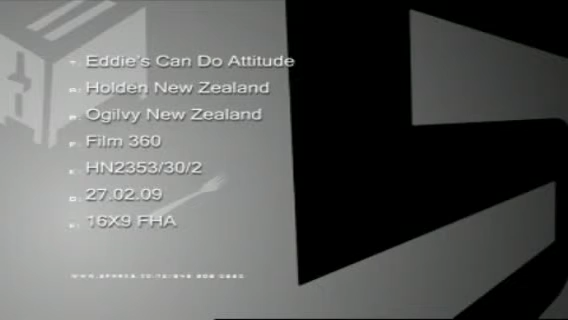 Eddie's Can Do Attitude
Holden New Zealand
Ogilvy New Zealand
Film 360
HN2353/30/2
27.02.09
16X9 FHA